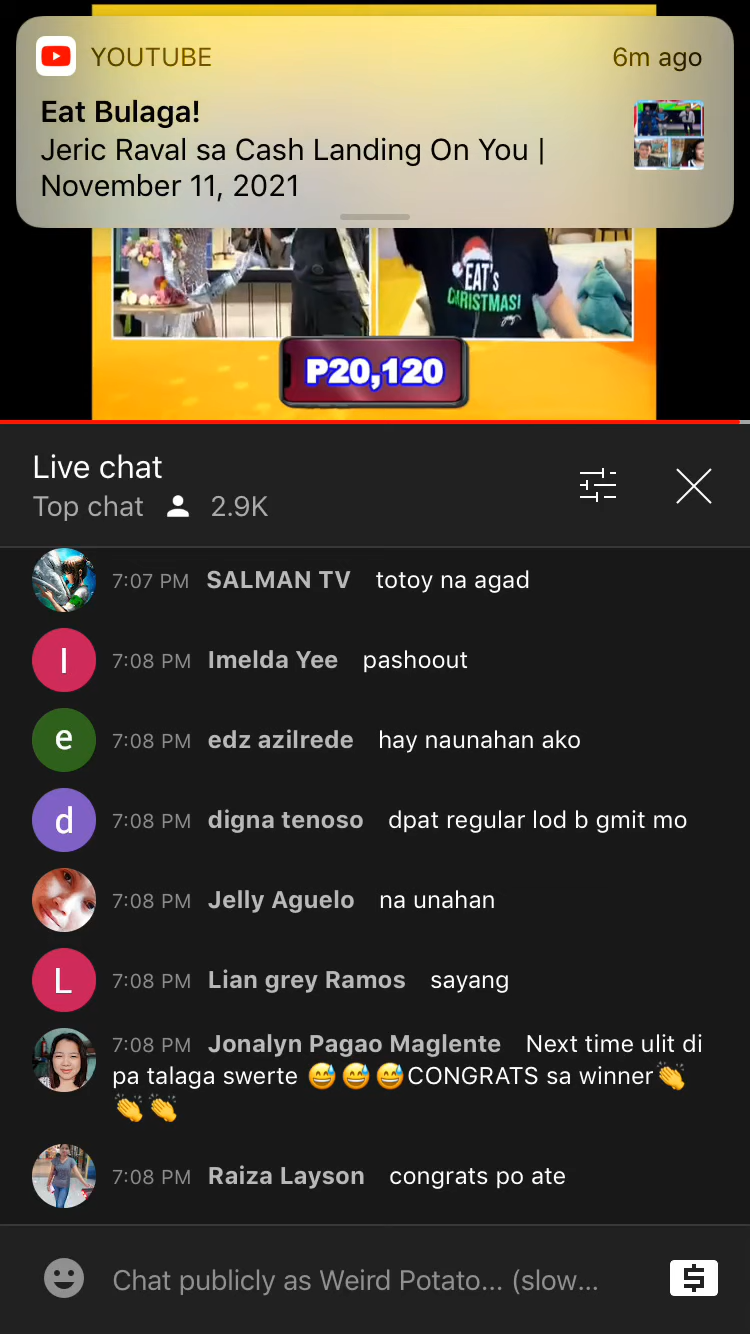 YOUTUBE 6m ago
Eat Bulaga!
Jeric Raval sa Cash Landing On You |
November 11, 2021
EAT'S
CHRISTMAS!
P20,120
Live chat
Top chat 2.9K
7:07 PM SALMAN TV totoy na agad
I
7:08 PM Imelda Yee pashoout
e
7:08 PM edz azilrede hay naunahan ako
d
7:08 PM digna tenoso dpat regular lod b gmit mo
7:08 PM Jelly Aguelo na unahan
L
7:08 PM Lian grey Ramos sayang
7:08 PM Jonalyn Pagao Maglente Next time ulit di
pa talaga swerte 😅😅😅CONGRATS sa winner👏
👏👏
7:08 PM Raiza Layson congrats po ate
Chat publicly as Weird Potato... (slow...
$